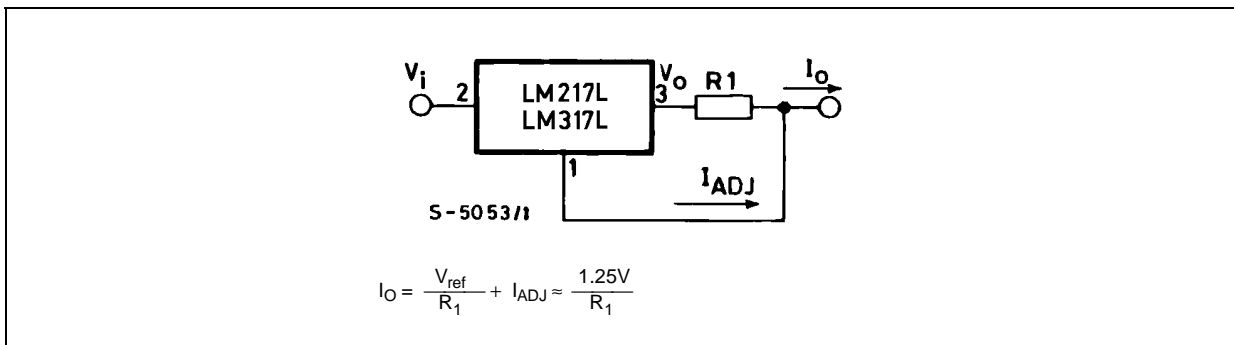 Vi
2
LM217L
LM317L
Vo
3
R1
Io
1
IADJ
S-5053/1
IO = Vref / R1 + IADJ ≈ 1.25V / R1